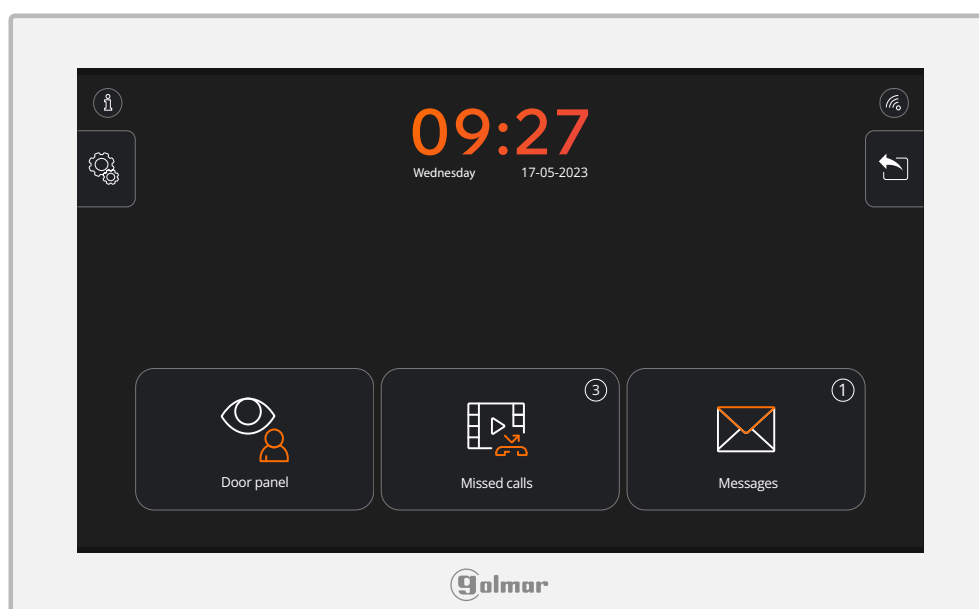 09:27
Wednesday 17-05-2023
3
1
Door panel
Missed calls
Messages
golmar